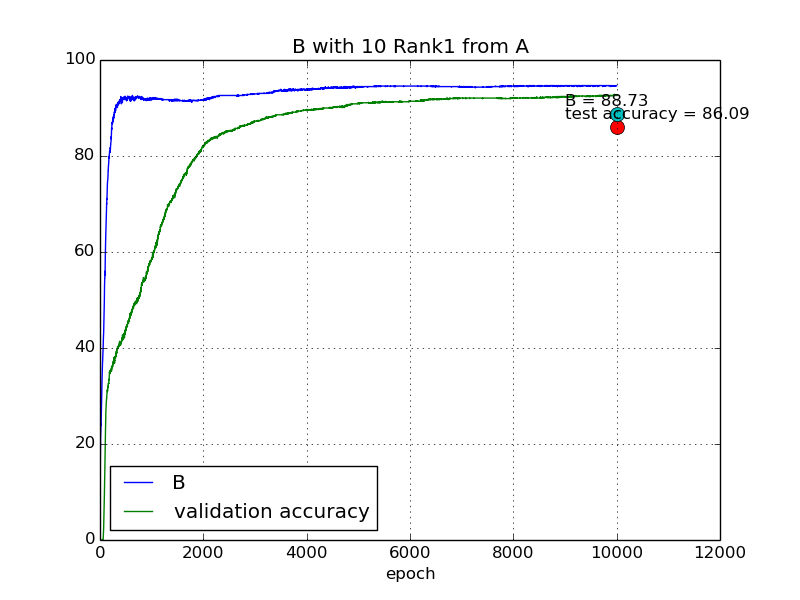 B with 10 Rank1 from A
100
80
60
40
20
0
B = 88.73
test accuracy = 86.09
B
validation accuracy
0
2000
4000
6000
8000
10000
12000
epoch